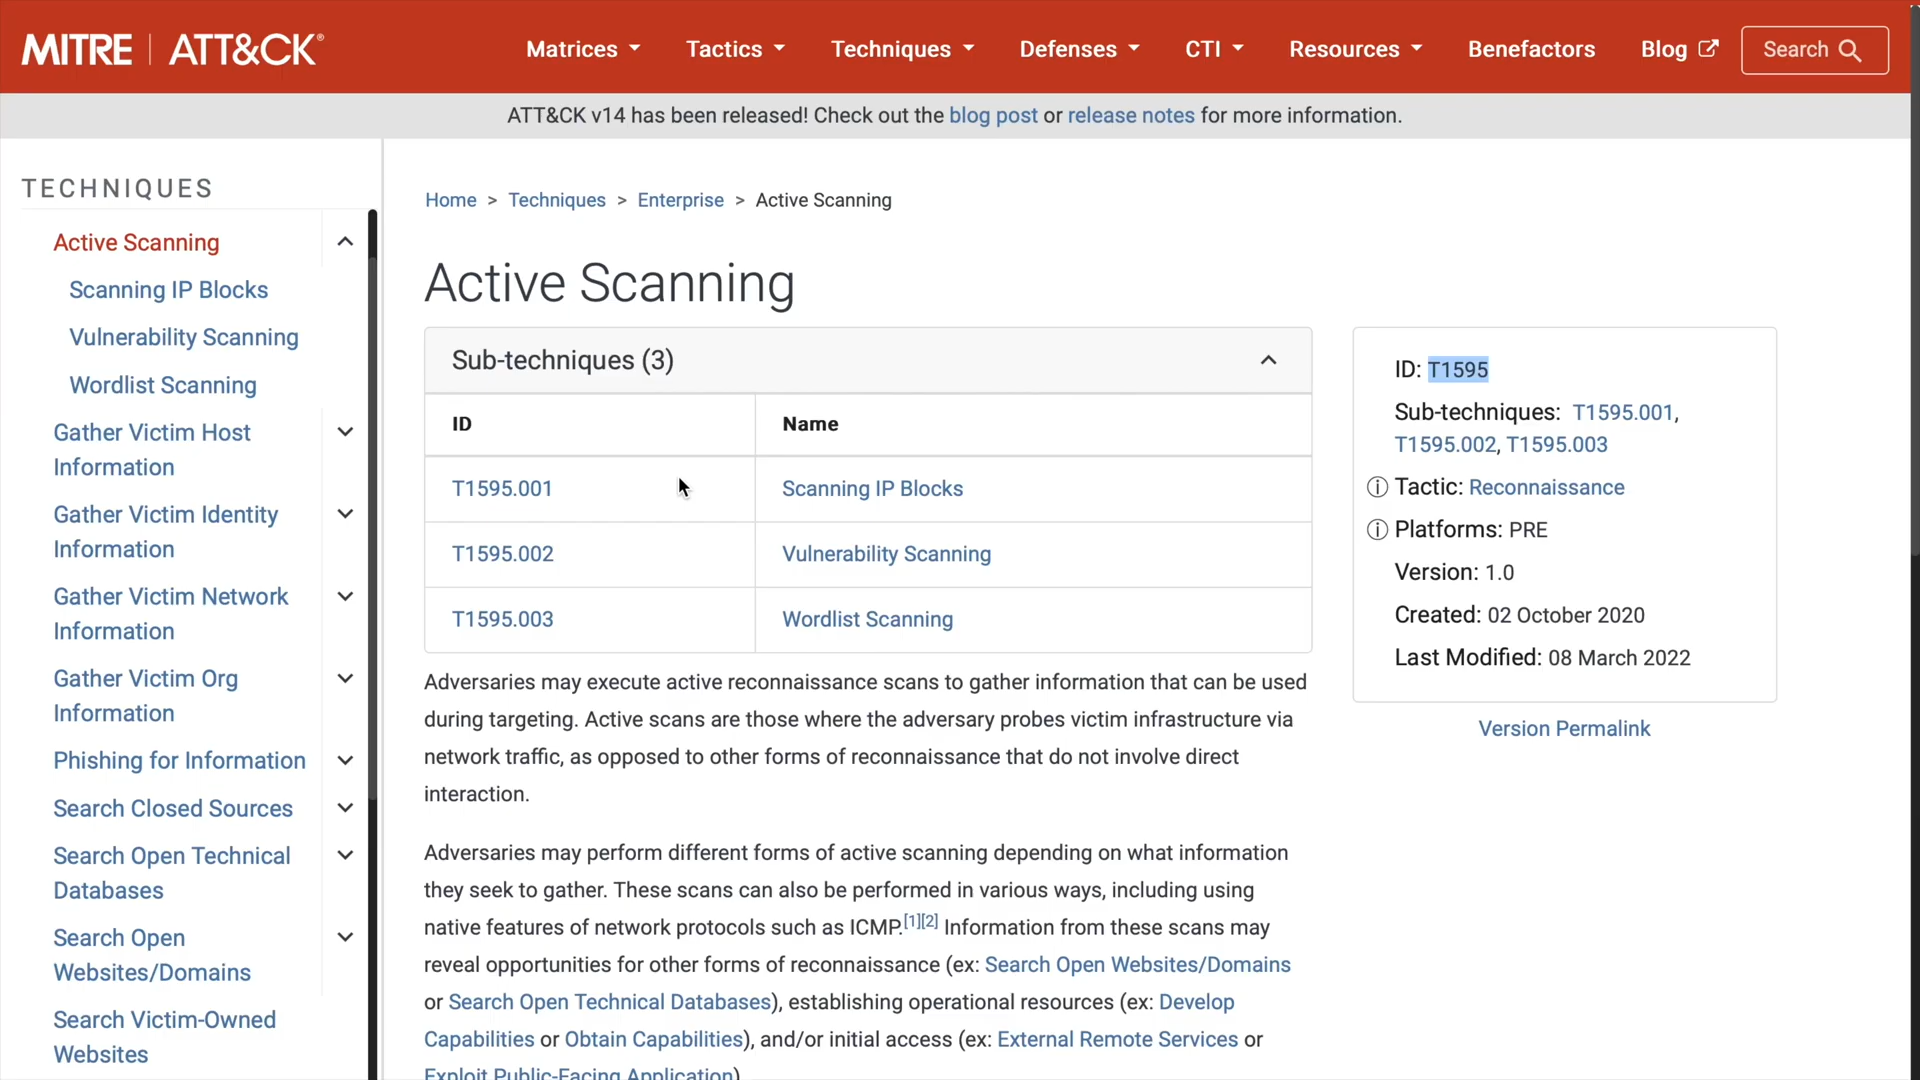 MITRE | ATT&CK®
Matrices Tactics Techniques Defenses CTI Resources Benefactors Blog Search
ATT&CK v14 has been released! Check out the blog post or release notes for more information.
TECHNIQUES
Active Scanning
Scanning IP Blocks
Vulnerability Scanning
Wordlist Scanning
Gather Victim Host
Information
Gather Victim Identity
Information
Gather Victim Network
Information
Gather Victim Org
Information
Phishing for Information
Search Closed Sources
Search Open Technical
Databases
Search Open
Websites/Domains
Search Victim-Owned
Websites
Home > Techniques > Enterprise > Active Scanning
Active Scanning
Sub-techniques (3)
ID Name
T1595.001 Scanning IP Blocks
T1595.002 Vulnerability Scanning
T1595.003 Wordlist Scanning
Adversaries may execute active reconnaissance scans to gather information that can be used
during targeting. Active scans are those where the adversary probes victim infrastructure via
network traffic, as opposed to other forms of reconnaissance that do not involve direct
interaction.
Adversaries may perform different forms of active scanning depending on what information
they seek to gather. These scans can also be performed in various ways, including using
native features of network protocols such as ICMP.[1][2] Information from these scans may
reveal opportunities for other forms of reconnaissance (ex: Search Open Websites/Domains
or Search Open Technical Databases), establishing operational resources (ex: Develop
Capabilities or Obtain Capabilities), and/or initial access (ex: External Remote Services or
Exploit Public-Facing Application).
ID: T1595
Sub-techniques: T1595.001,
T1595.002, T1595.003
Tactic: Reconnaissance
Platforms: PRE
Version: 1.0
Created: 02 October 2020
Last Modified: 08 March 2022
Version Permalink